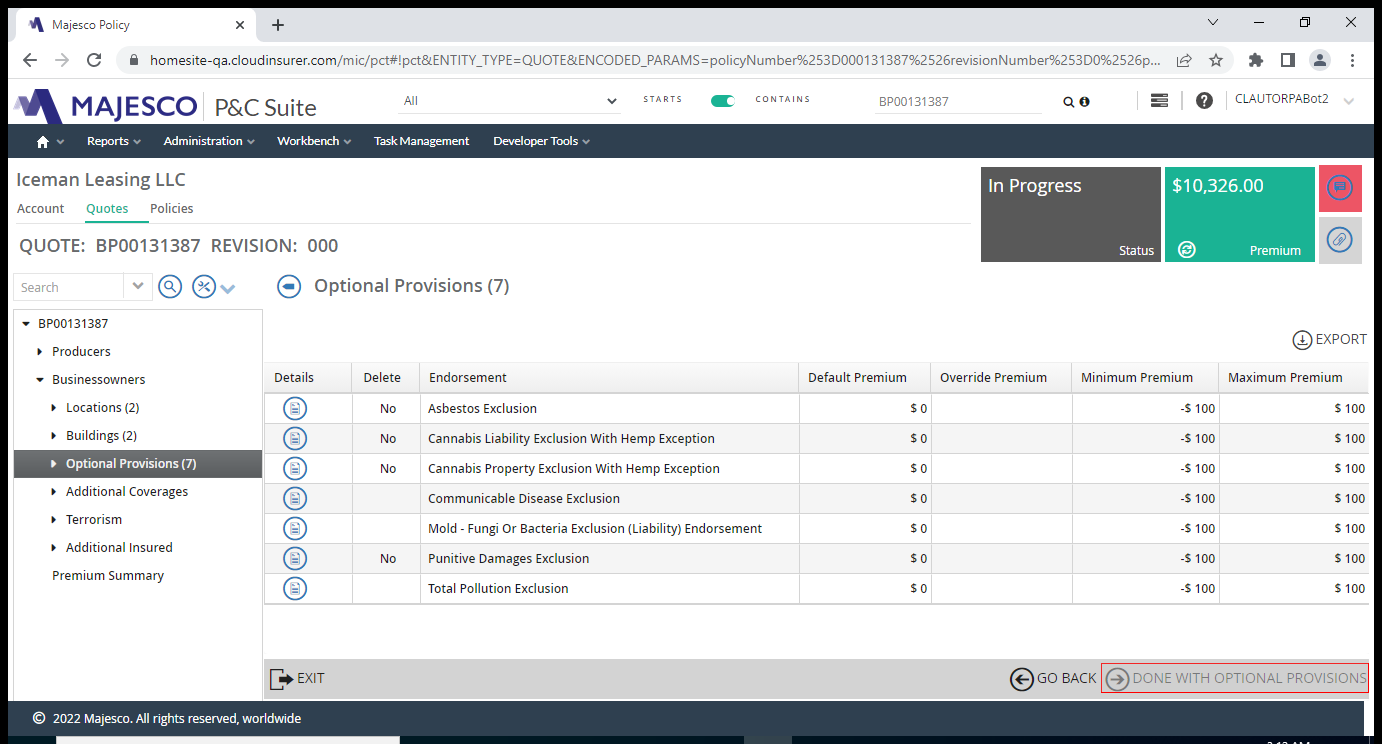 Majesco Policy
homesite-qa.cloudinsurer.com/mic/pct#!pct&ENTITY_TYPE=QUOTE&ENCODED_PARAMS=policyNumber%253D000131387%2526revisionNumber%253D0%2526p...
MAJESCO P&C Suite All STARTS CONTAINS BP00131387 CLAUTORPABot2
Reports Administration Workbench Task Management Developer Tools
Iceman Leasing LLC
Account Quotes Policies
In Progress
Status
$10,326.00
Premium
QUOTE: BP00131387 REVISION: 000
Search
Optional Provisions (7)
BP00131387
Producers
Businessowners
Locations (2)
Buildings (2)
Optional Provisions (7)
Additional Coverages
Terrorism
Additional Insured
Premium Summary
EXPORT
Details Delete Endorsement Default Premium Override Premium Minimum Premium Maximum Premium
No Asbestos Exclusion $ 0 -$ 100 $ 100
No Cannabis Liability Exclusion With Hemp Exception $ 0 -$ 100 $ 100
No Cannabis Property Exclusion With Hemp Exception $ 0 -$ 100 $ 100
Communicable Disease Exclusion $ 0 -$ 100 $ 100
Mold - Fungi Or Bacteria Exclusion (Liability) Endorsement $ 0 -$ 100 $ 100
No Punitive Damages Exclusion $ 0 -$ 100 $ 100
Total Pollution Exclusion $ 0 -$ 100 $ 100
EXIT GO BACK DONE WITH OPTIONAL PROVISIONS
© 2022 Majesco. All rights reserved, worldwide